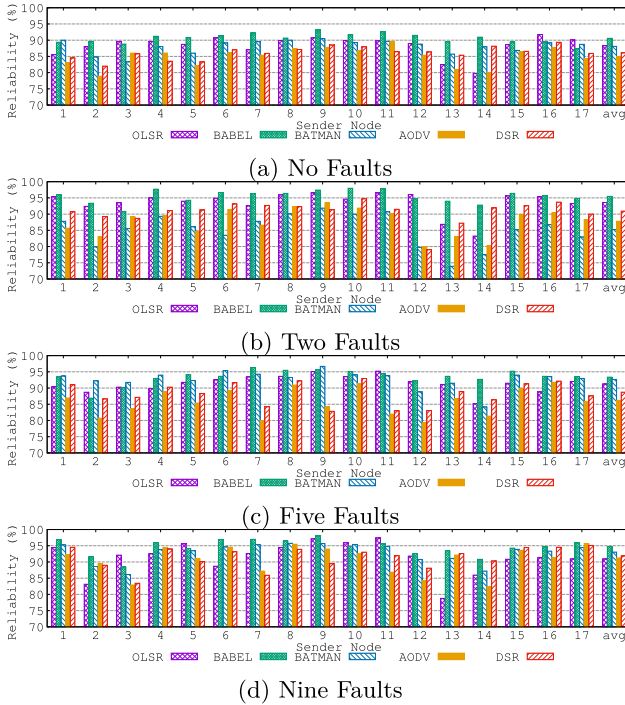 Reliability (%)
95
90
85
80
75
70
1 2 3 4 5 6 7 8 9 10 11 12 13 14 15 16 17 avg
Sender Node
OLSR BABEL BATMAN AODV DSR
(a) No Faults
Reliability (%)
100
95
90
85
80
75
70
1 2 3 4 5 6 7 8 9 10 11 12 13 14 15 16 17 avg
Sender Node
OLSR BABEL BATMAN AODV DSR
(b) Two Faults
Reliability (%)
100
95
90
85
80
75
70
1 2 3 4 5 6 7 8 9 10 11 12 13 14 15 16 17 avg
Sender Node
OLSR BABEL BATMAN AODV DSR
(c) Five Faults
Reliability (%)
100
95
90
85
80
75
70
1 2 3 4 5 6 7 8 9 10 11 12 13 14 15 16 17 avg
Sender Node
OLSR BABEL BATMAN AODV DSR
(d) Nine Faults